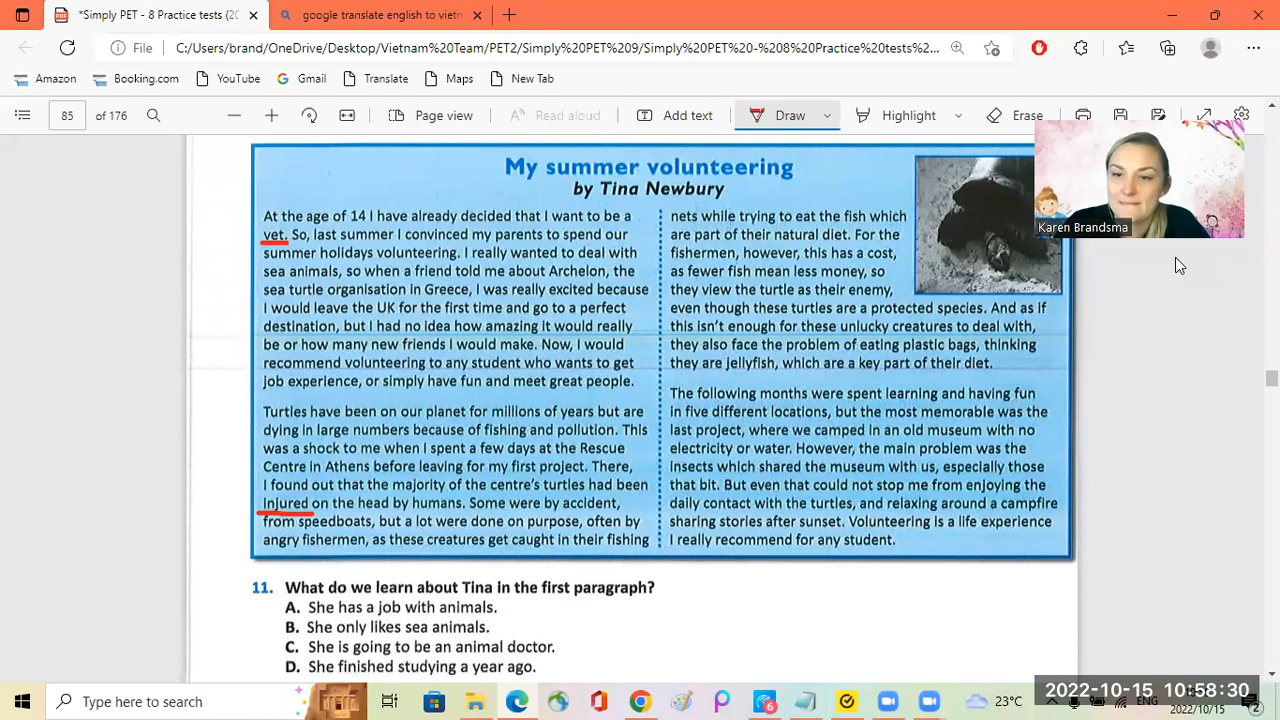 "Simply PET - 8 Practice tests (20
google translate english to vietn
File
C:/Users/brand/OneDrive/Desktop/Vietnam%20Team/PET2/Simply%20PET%209/Simply%20PET%20-%208%20Practice%20tests%2...
Amazon
Booking.com
YouTube
Gmail
Translate
Maps
New Tab
85
of 176
Page view
Read aloud
Add text
Draw
Highlight
Erase
My summer volunteering
by Tina Newbury
At the age of 14 I have already decided that I want to be a
vet. So, last summer I convinced my parents to spend our
summer holidays volunteering. I really wanted to deal with
sea animals, so when a friend told me about Archelon, the
sea turtle organisation in Greece, I was really excited because
I would leave the UK for the first time and go to a perfect
destination, but I had no idea how amazing it would really
be or how many new friends I would make. Now, I would
recommend volunteering to any student who wants to get
job experience, or simply have fun and meet great people.
Turtles have been on our planet for millions of years but are
dying in large numbers because of fishing and pollution. This
was a shock to me when I spent a few days at the Rescue
Centre in Athens before leaving for my first project. There,
I found out that the majority of the centre's turtles had been
injured on the head by humans. Some were by accident,
from speedboats, but a lot were done on purpose, often by
angry fishermen, as these creatures get caught in their fishing
nets while trying to eat the fish which
are part of their natural diet. For the
fishermen, however, this has a cost,
as fewer fish mean less money, so
they view the turtle as their enemy,
even though these turtles are a protected species. And as if
this isn't enough for these unlucky creatures to deal with,
they also face the problem of eating plastic bags, thinking
they are jellyfish, which are a key part of their diet.
The following months were spent learning and having fun
in five different locations, but the most memorable was the
last project, where we camped in an old museum with no
electricity or water. However, the main problem was the
insects which shared the museum with us, especially those
that bit. But even that could not stop me from enjoying the
daily contact with the turtles, and relaxing around a campfire
sharing stories after sunset. Volunteering is a life experience
I really recommend for any student.
Karen Brandsma
11. What do we learn about Tina in the first paragraph?
A. She has a job with animals.
B. She only likes sea animals.
C. She is going to be an animal doctor.
D. She finished studying a year ago.
Type here to search
23°C
ENG
2022-10-15 10:58:30
2022/10/15